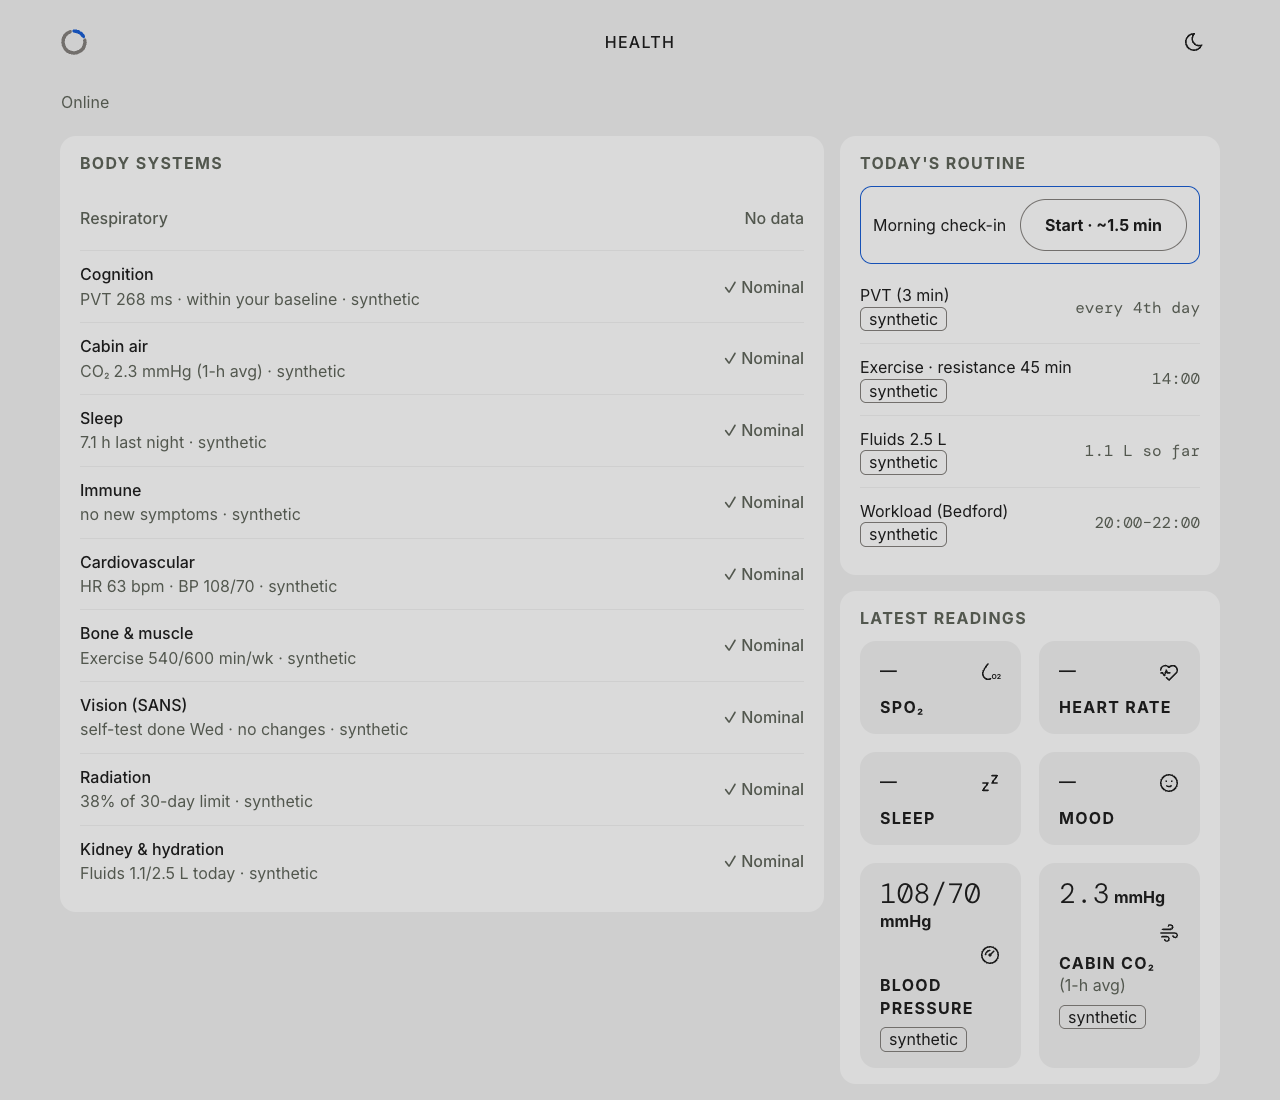 HEALTH
Online
BODY SYSTEMS
Respiratory
No data
Cognition
PVT 268 ms · within your baseline · synthetic
✓ Nominal
Cabin air
CO₂ 2.3 mmHg (1-h avg) · synthetic
✓ Nominal
Sleep
7.1 h last night · synthetic
✓ Nominal
Immune
no new symptoms · synthetic
✓ Nominal
Cardiovascular
HR 63 bpm · BP 108/70 · synthetic
✓ Nominal
Bone & muscle
Exercise 540/600 min/wk · synthetic
✓ Nominal
Vision (SANS)
self-test done Wed · no changes · synthetic
✓ Nominal
Radiation
38% of 30-day limit · synthetic
✓ Nominal
Kidney & hydration
Fluids 1.1/2.5 L today · synthetic
✓ Nominal
TODAY'S ROUTINE
Morning check-in
Start · ~1.5 min
PVT (3 min)
synthetic
every 4th day
Exercise · resistance 45 min
synthetic
14:00
Fluids 2.5 L
synthetic
1.1 L so far
Workload (Bedford)
synthetic
20:00–22:00
LATEST READINGS
—
O2
SPO₂
—
HEART RATE
—
zZ
SLEEP
—
MOOD
108/70
mmHg
BLOOD
PRESSURE
synthetic
2.3 mmHg
CABIN CO₂
(1-h avg)
synthetic